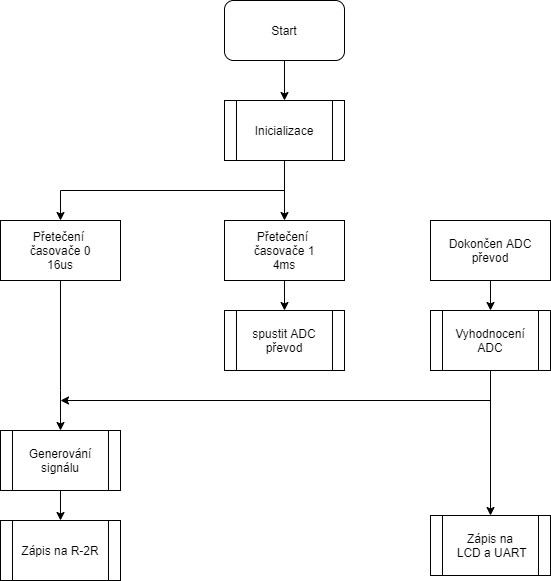 Start
Inicializace
Přetečení
časovače 0
16us
Přetečení
časovače 1
4ms
Dokončen ADC
převod
spustit ADC
převod
Vyhodnocení
ADC
Generování
signálu
Zápis na R-2R
Zápis na
LCD a UART